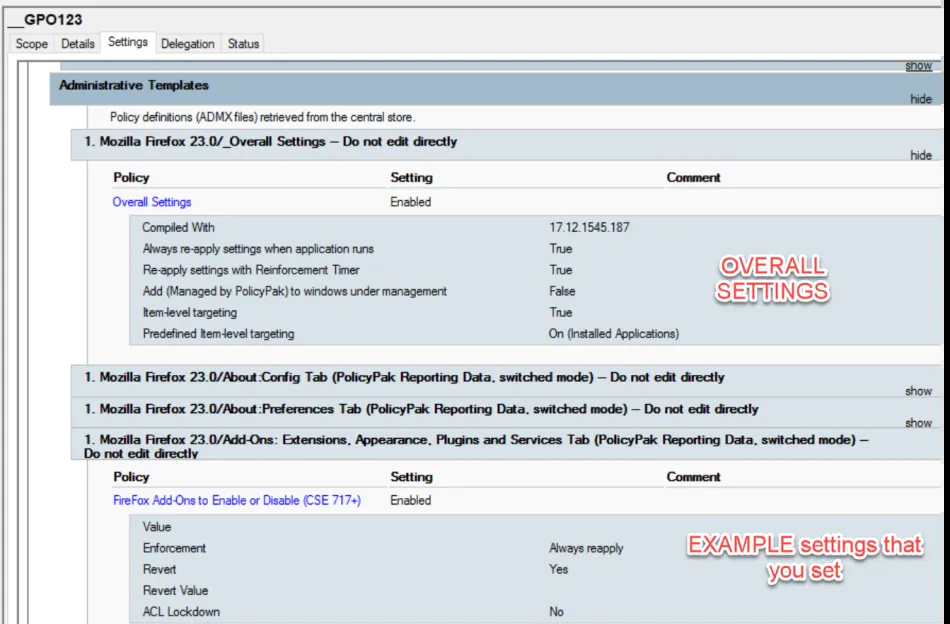 __GPO123
Scope Details Settings Delegation Status
show
Administrative Templates
hide
Policy definitions (ADMX files) retrieved from the central store.
1. Mozilla Firefox 23.0/_Overall Settings – Do not edit directly
hide
Policy Setting Comment
Overall Settings Enabled
Compiled With 17.12.1545.187
Always re-apply settings when application runs True
Re-apply settings with Reinforcement Timer True
Add (Managed by PolicyPak) to windows under management False
Item-level targeting True
Predefined Item-level targeting On (Installed Applications)
OVERALL
SETTINGS
1. Mozilla Firefox 23.0/About:Config Tab (PolicyPak Reporting Data, switched mode) – Do not edit directly
show
1. Mozilla Firefox 23.0/About:Preferences Tab (PolicyPak Reporting Data, switched mode) – Do not edit directly
show
1. Mozilla Firefox 23.0/Add-Ons: Extensions, Appearance, Plugins and Services Tab (PolicyPak Reporting Data, switched mode) –
Do not edit directly
Policy Setting Comment
FireFox Add-Ons to Enable or Disable (CSE 717+) Enabled
Value
Enforcement Always reapply
Revert Yes
Revert Value
ACL Lockdown No
EXAMPLE settings that
you set